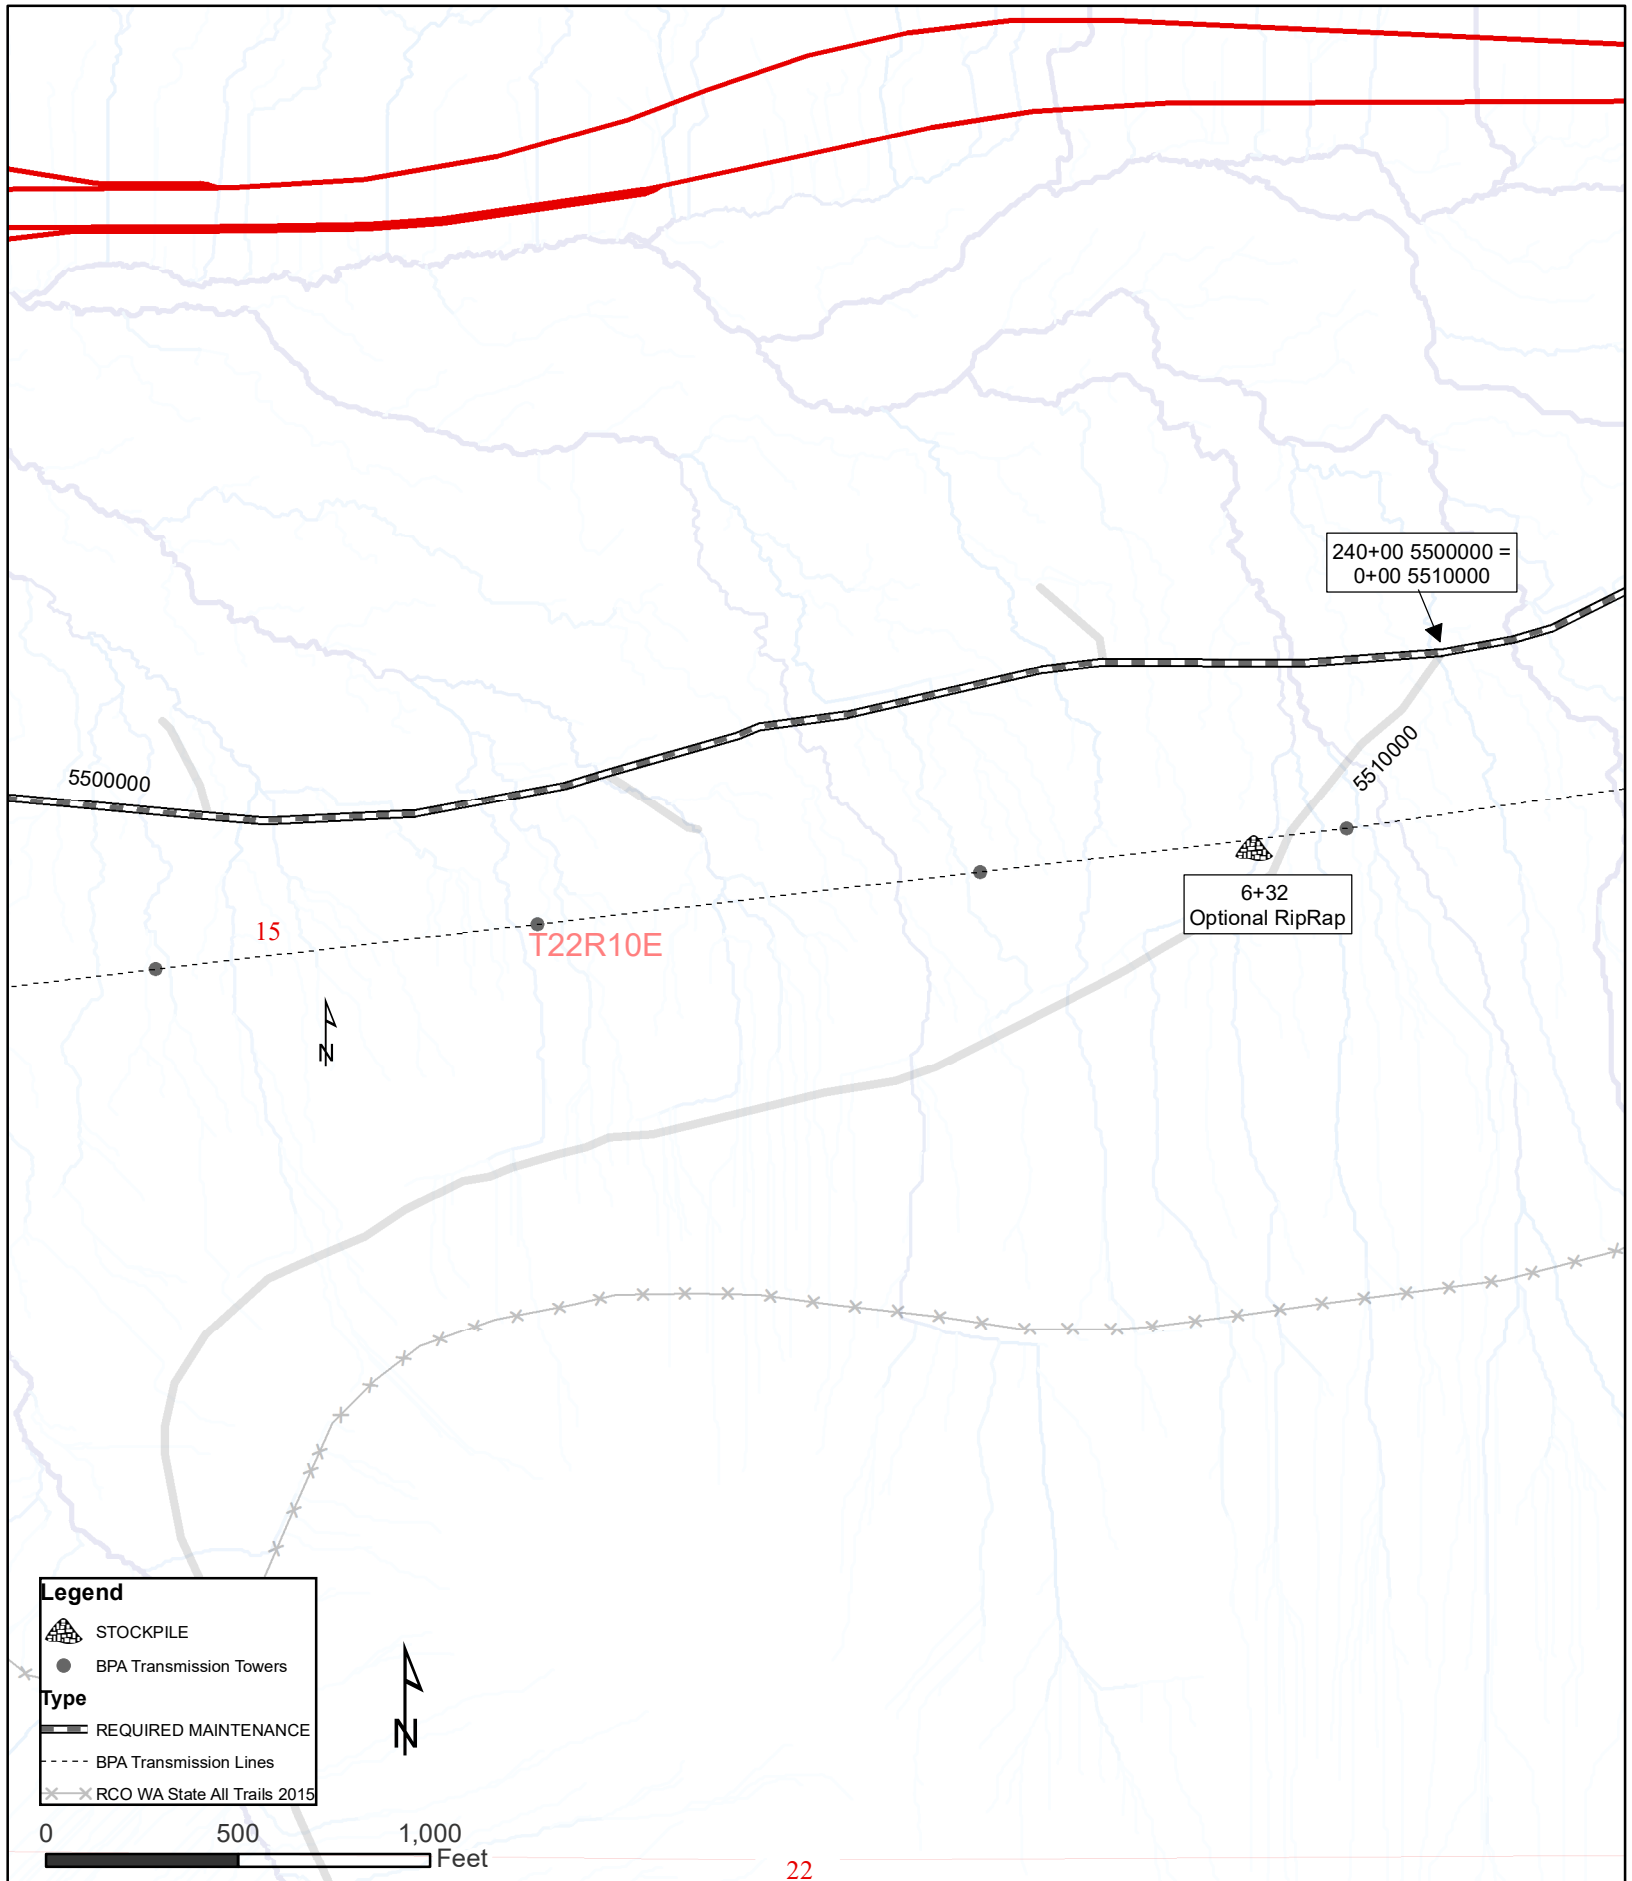 240+00 5500000 =
0+00 5510000
5510000
5500000
6+32
Optional RipRap
15
T22R10E
N
Legend
STOCKPILE
BPA Transmission Towers
Type
REQUIRED MAINTENANCE
BPA Transmission Lines
RCO WA State All Trails 2015
N
0 500 1,000
Feet
22